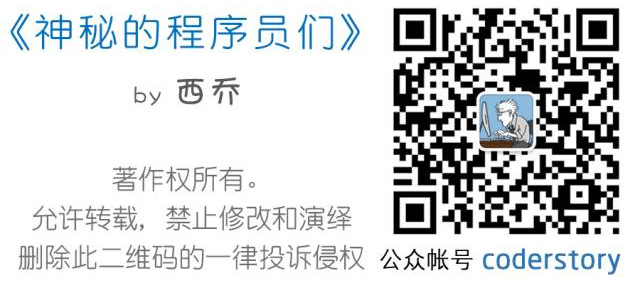 《神秘的程序员们》
by 西乔
著作权所有。
允许转载，禁止修改和演绎
删除此二维码的一律投诉侵权
公众帐号 coderstory